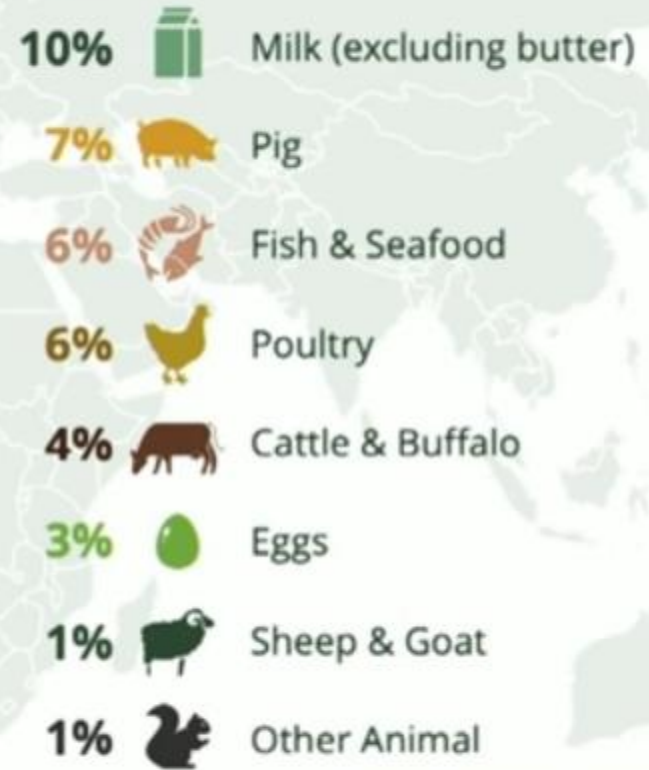 10% Milk (excluding butter)
7% Pig
6% Fish & Seafood
6% Poultry
4% Cattle & Buffalo
3% Eggs
1% Sheep & Goat
1% Other Animal